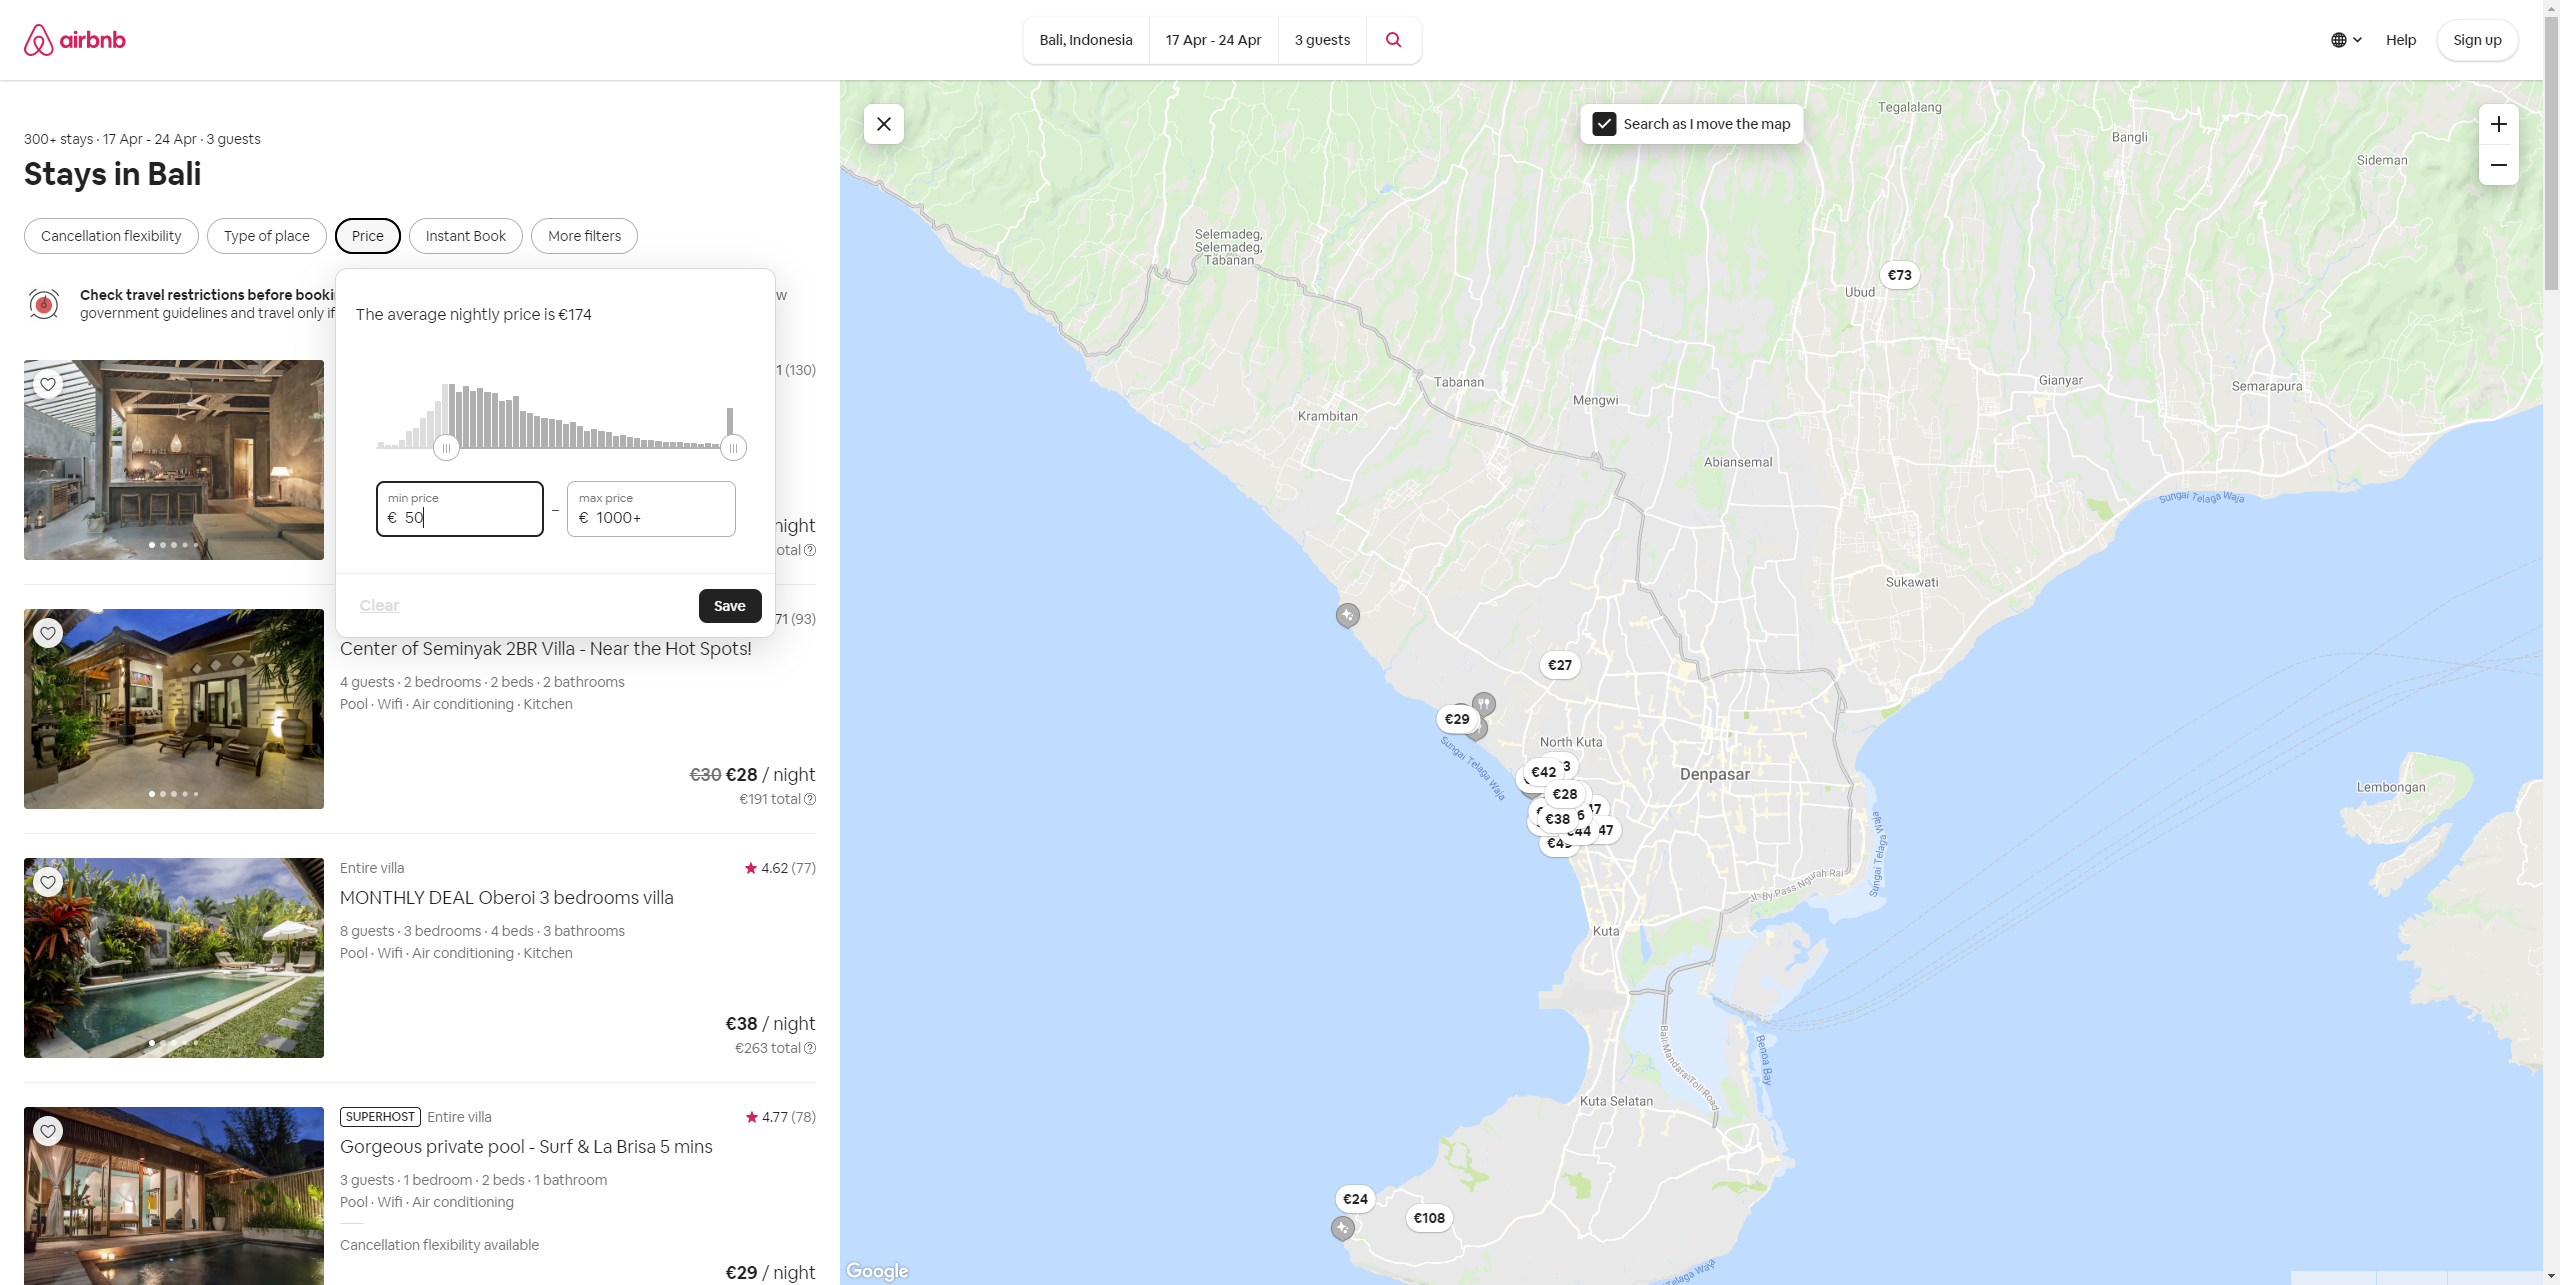 airbnb
Bali, Indonesia
17 Apr - 24 Apr
3 guests
Help
Sign up
300+ stays · 17 Apr - 24 Apr · 3 guests
Stays in Bali
Cancellation flexibility
Type of place
Price
Instant Book
More filters
Check travel restrictions before
government guidelines and travel only if
The average nightly price is €174
1 (130)
min price
€ 50
–
max price
€ 1000+
Clear
Save
71 (93)
Center of Seminyak 2BR Villa - Near the Hot Spots!
4 guests · 2 bedrooms · 2 beds · 2 bathrooms
Pool · Wifi · Air conditioning · Kitchen
€30 €28 / night
€191 total
Entire villa
4.62 (77)
MONTHLY DEAL Oberoi 3 bedrooms villa
8 guests · 3 bedrooms · 4 beds · 3 bathrooms
Pool · Wifi · Air conditioning · Kitchen
€38 / night
€263 total
SUPERHOST Entire villa
4.77 (78)
Gorgeous private pool - Surf & La Brisa 5 mins
3 guests · 1 bedroom · 2 beds · 1 bathroom
Pool · Wifi · Air conditioning
Cancellation flexibility available
€29 / night
Search as I move the map
Tegalalang
Bangli
Sideman
Selemadeg,
Selemadeg,
Tabanan
€73
Ubud
Tabanan
Gianyar
Semarapura
Mengwi
Krambitan
Abiansemal
Sungai Telaga Waja
Sukawati
€27
€29
North Kuta
Sungai Telaga Waja
€42
Denpasar
€28
€38
€44
47
Lembongan
Sungai Telaga Waja
Jl. By Pass Ngurah Rai
Kuta
Bali Mandara Toll Road
Benoa Bay
Kuta Selatan
€24
€108
Telaga Waja
Google